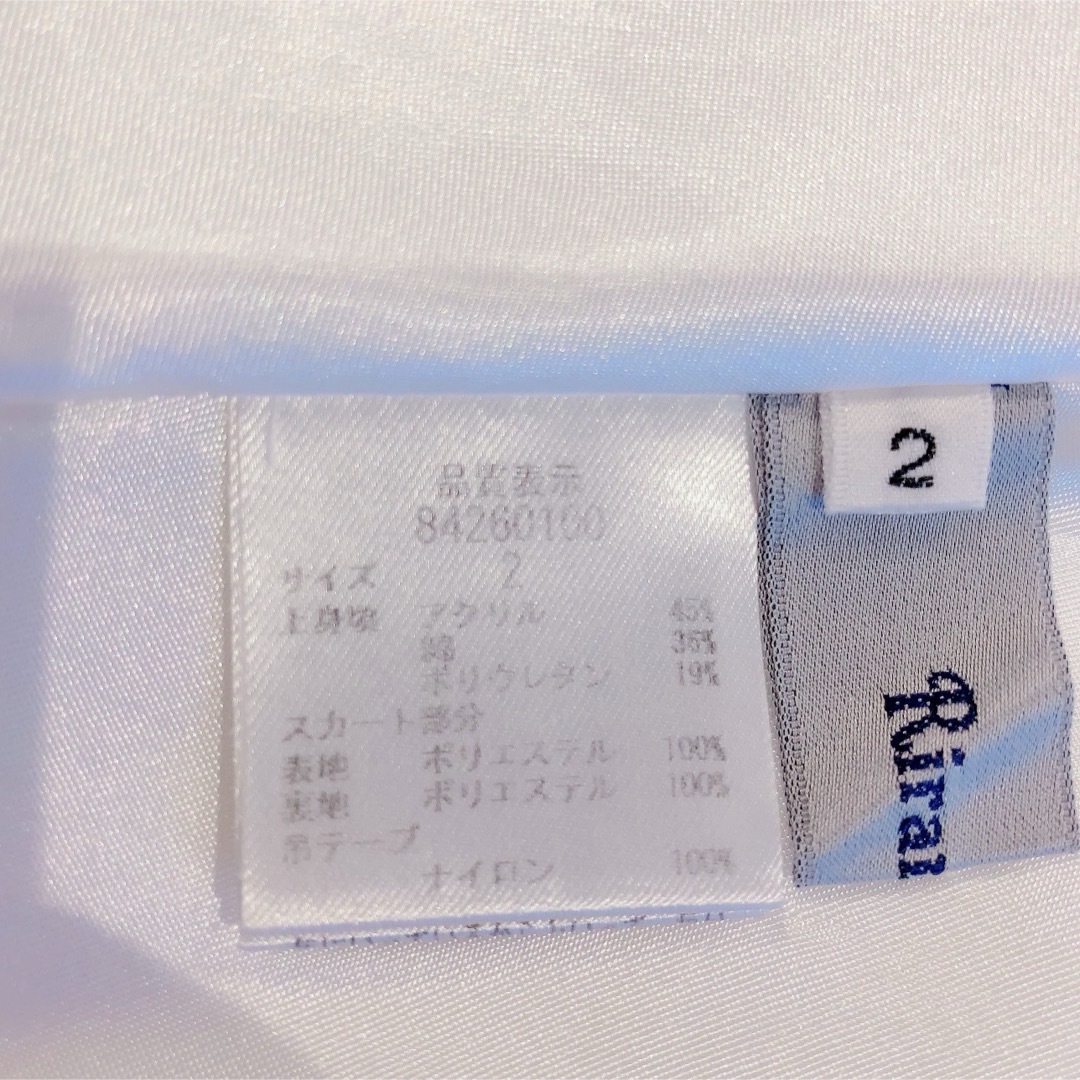 品質表示
84260160
サイズ 2
上身頃 アクリル 45%
綿 36%
ポリウレタン 19%
スカート部分
表地 ポリエステル 100%
裏地 ポリエステル 100%
吊テープ
ナイロン 100%
2